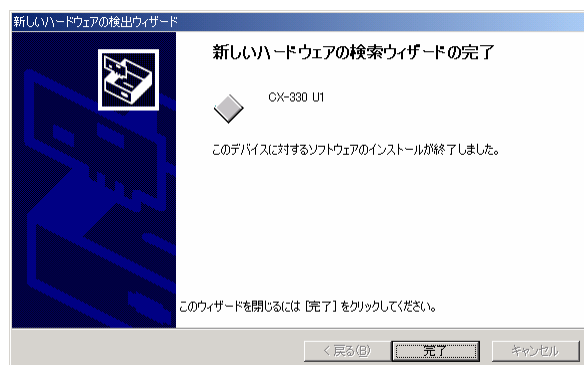 新しいハードウェアの検出ウィザード
新しいハードウェアの検索ウィザードの完了
CX-330 U1
このデバイスに対するソフトウェアのインストールが終了しました。
このウィザードを閉じるには [完了] をクリックしてください。
< 戻る(B)
完了
キャンセル